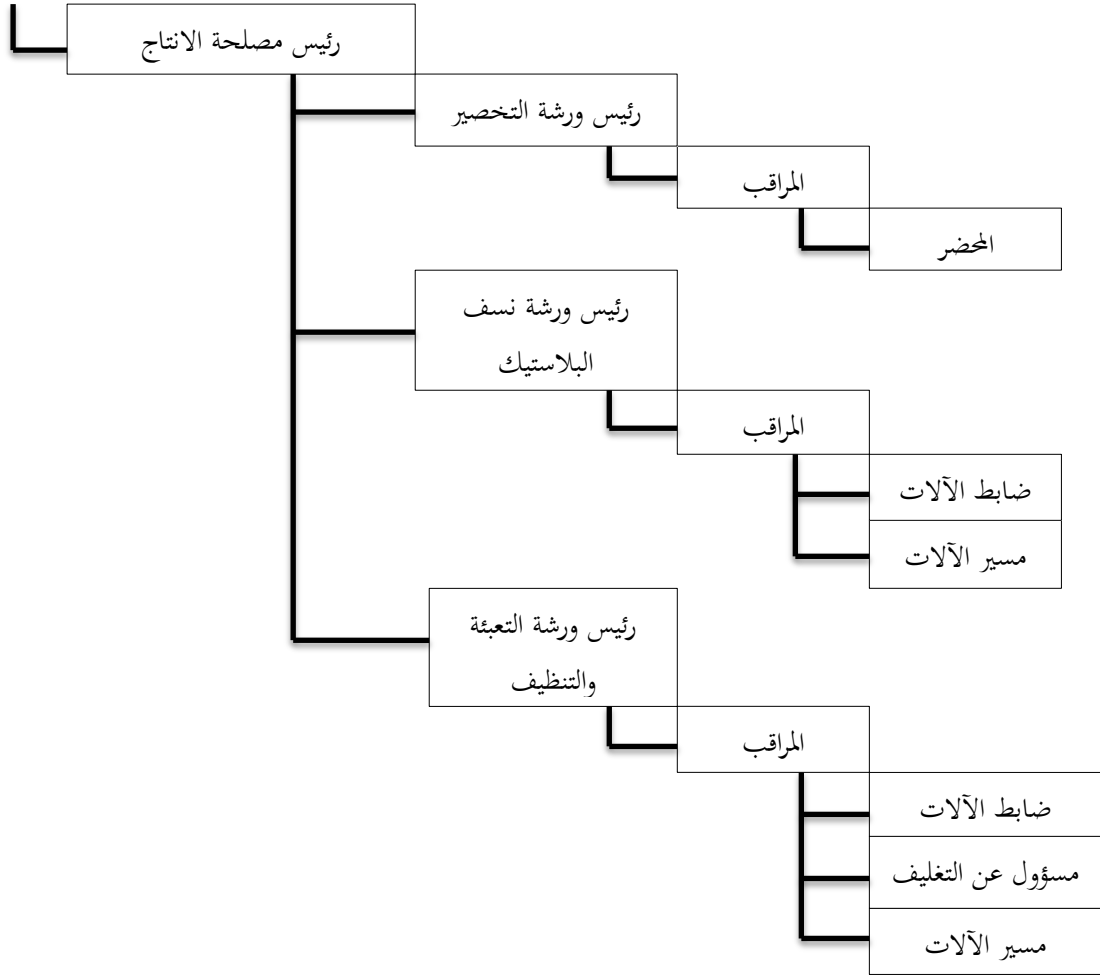 رئيس مصلحة الانتاج
رئيس ورشة التخصير
المراقب
المحضر
رئيس ورشة نسف
البلاستيك
المراقب
ضابط الآلات
مسير الآلات
رئيس ورشة التعبئة
والتنظيف
المراقب
ضابط الآلات
مسؤول عن التغليف
مسير الآلات